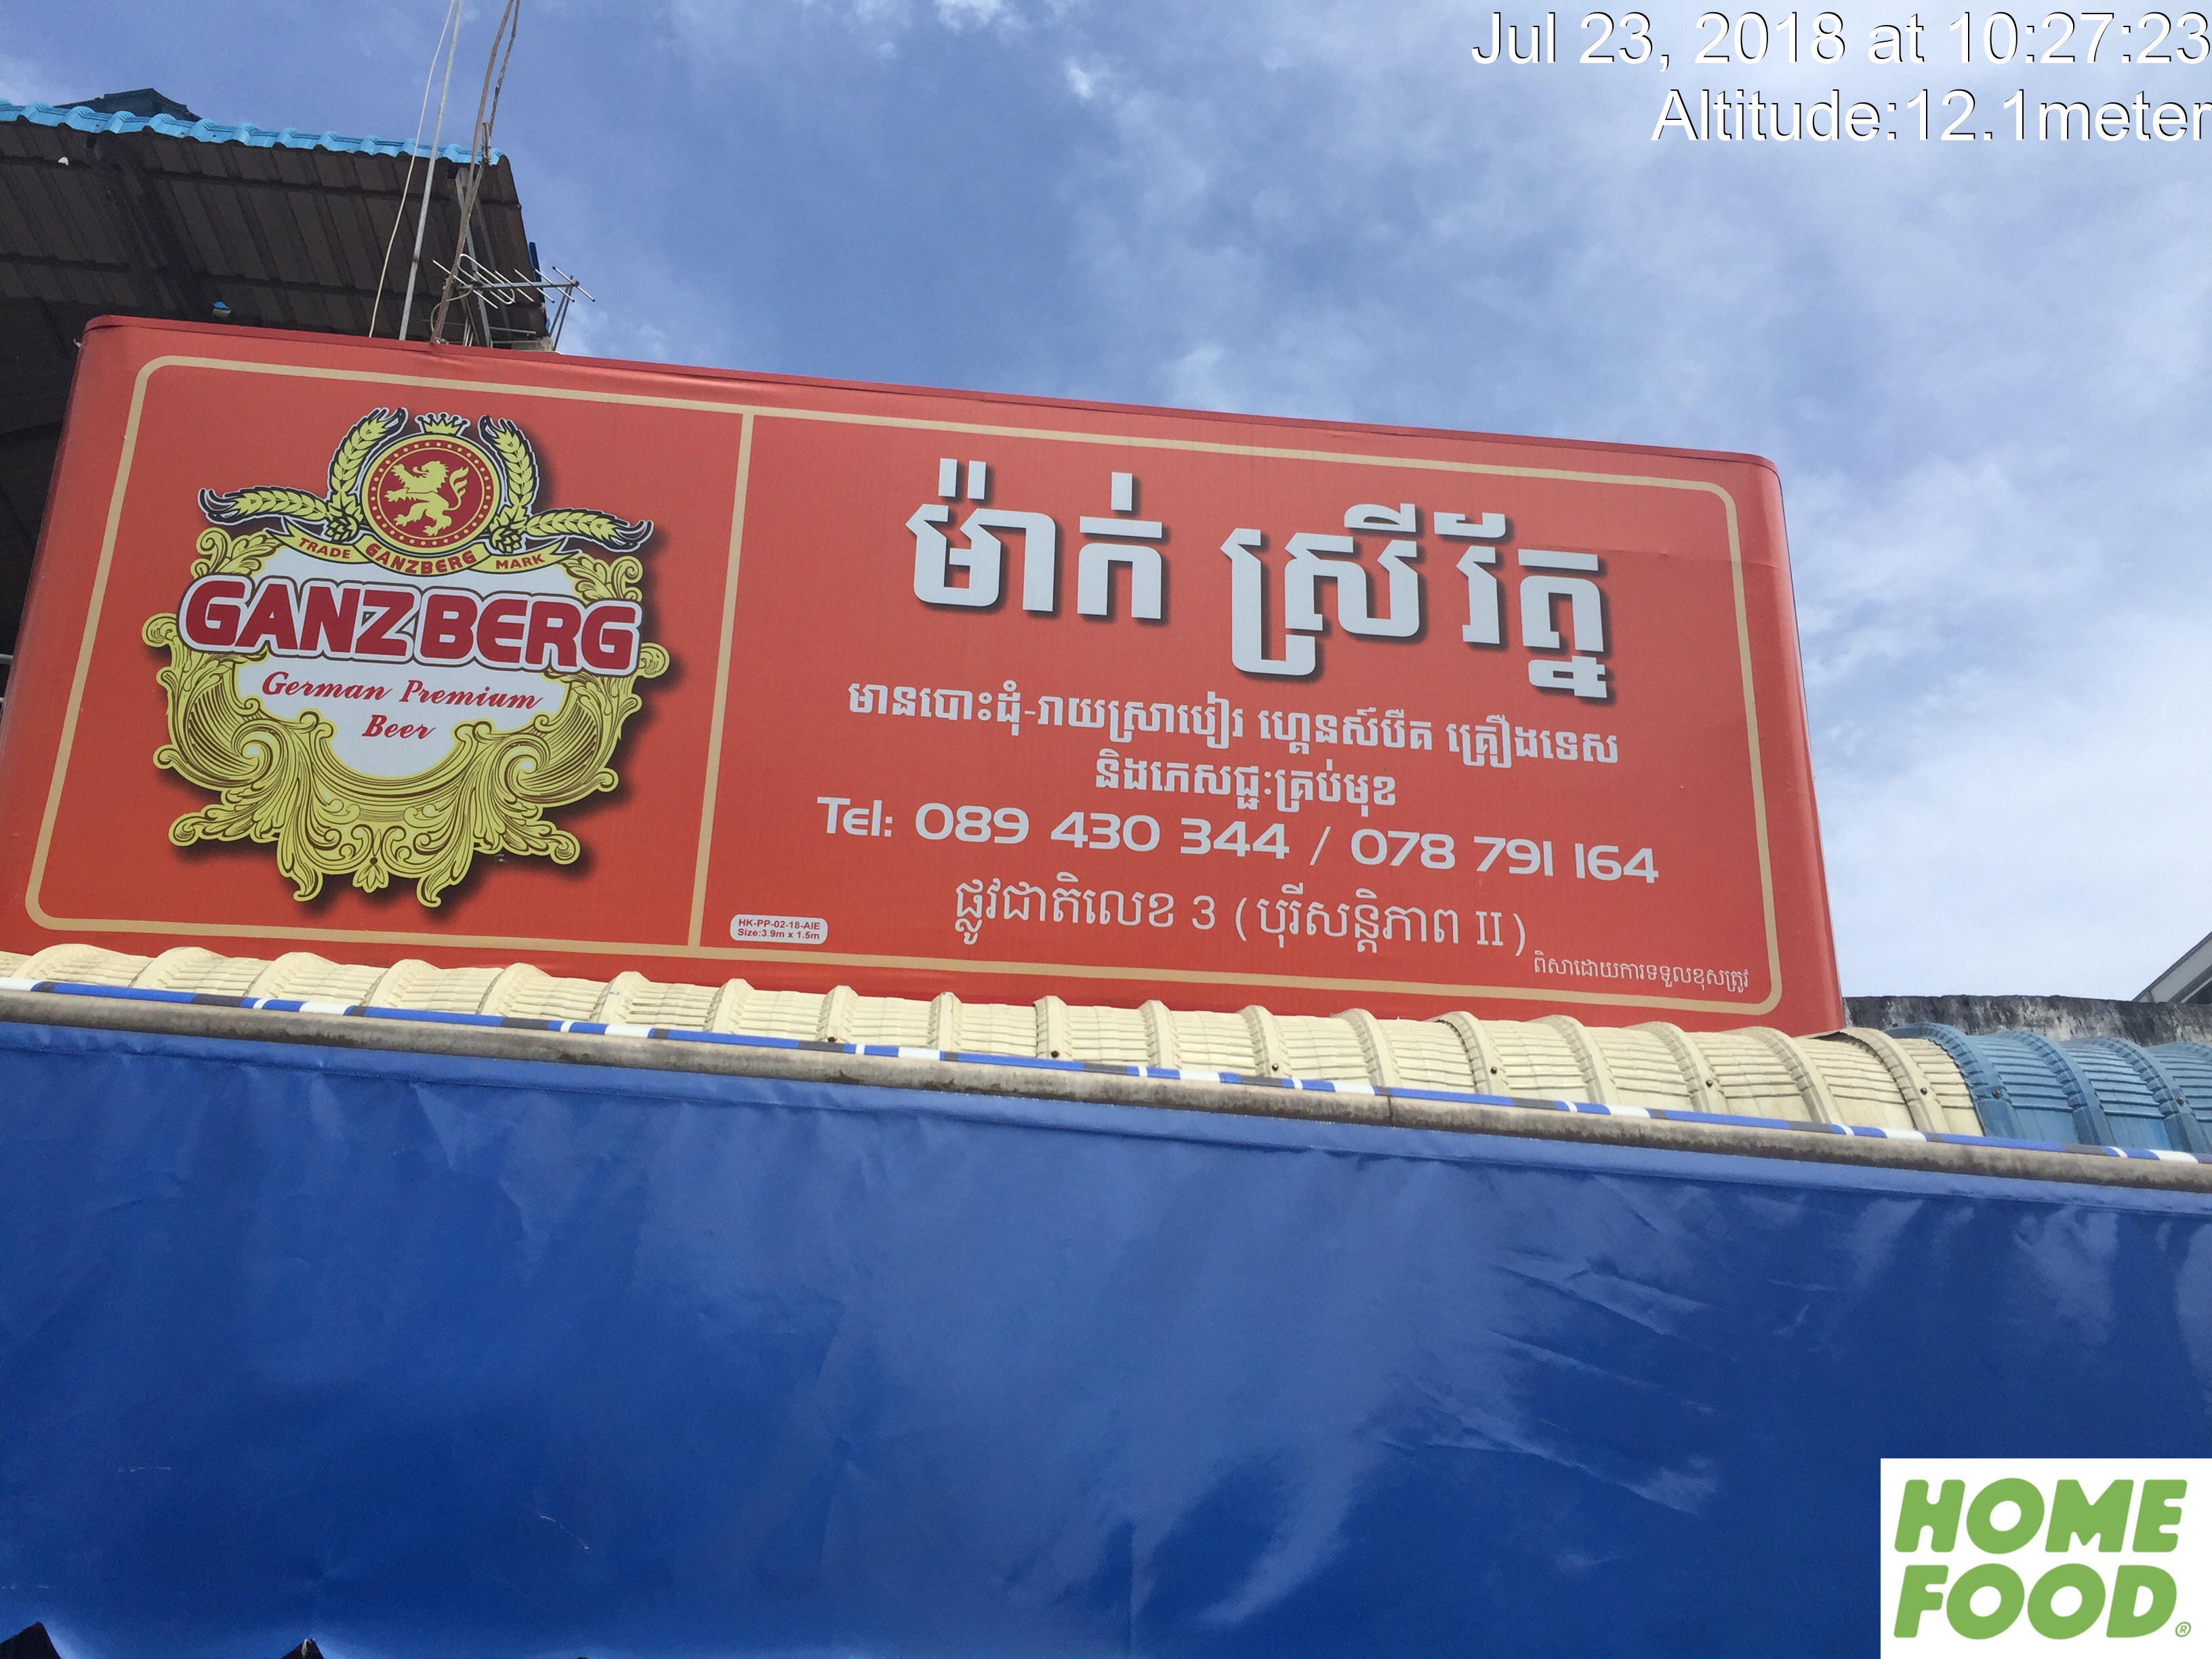 Jul 23, 2018 at 10:27:23
Altitude:12.1meter
TRADE GANZBERG MARK
GANZBERG
German Premium
Beer
ម៉ាក់ ស្រីរ័ត្ន
មានបោះដុំ-រាយស្រាបៀរ ហ្គេនស៍បឺគ គ្រឿងទេស
និងភេសជ្ជៈគ្រប់មុខ
Tel: 089 430 344 / 078 791 164
ផ្លូវជាតិលេខ 3 (បុរីសន្តិភាព II)
HK-PP-02-18-AIE
Size:3.9m x 1.5m
ពិសាដោយការទទួលខុសត្រូវ
HOME
FOOD®